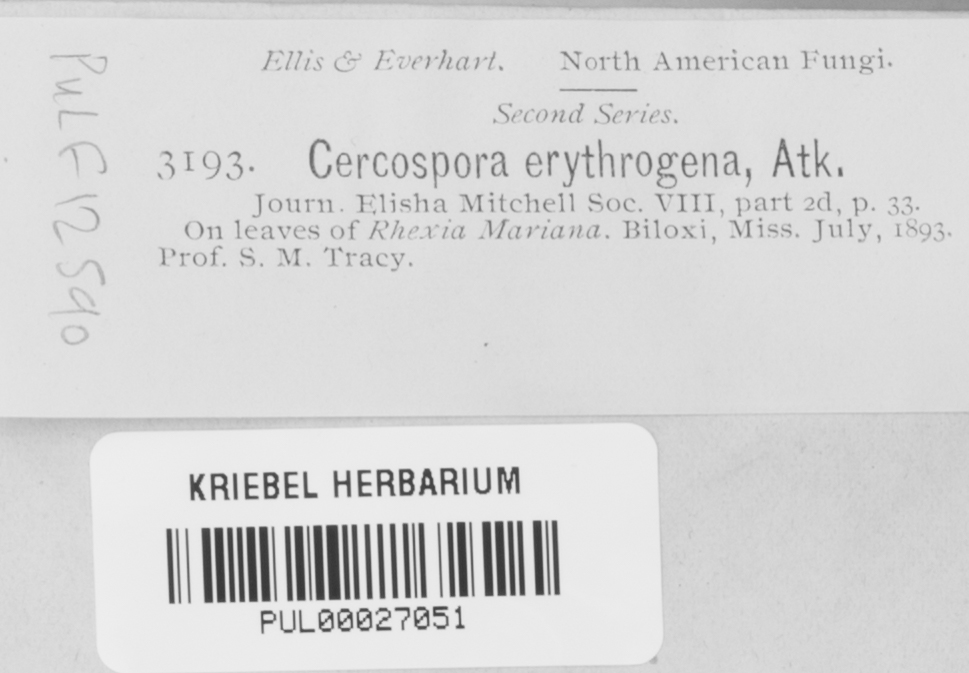 Ellis & Everhart. North American Fungi.
Second Series.
3193. Cercospora erythrogena, Atk.
Journ. Elisha Mitchell Soc. VIII, part 2d, p. 33.
On leaves of Rhexia Mariana. Biloxi, Miss. July, 1893.
Prof. S. M. Tracy.
PUL F12590
KRIEBEL HERBARIUM
PUL00027051